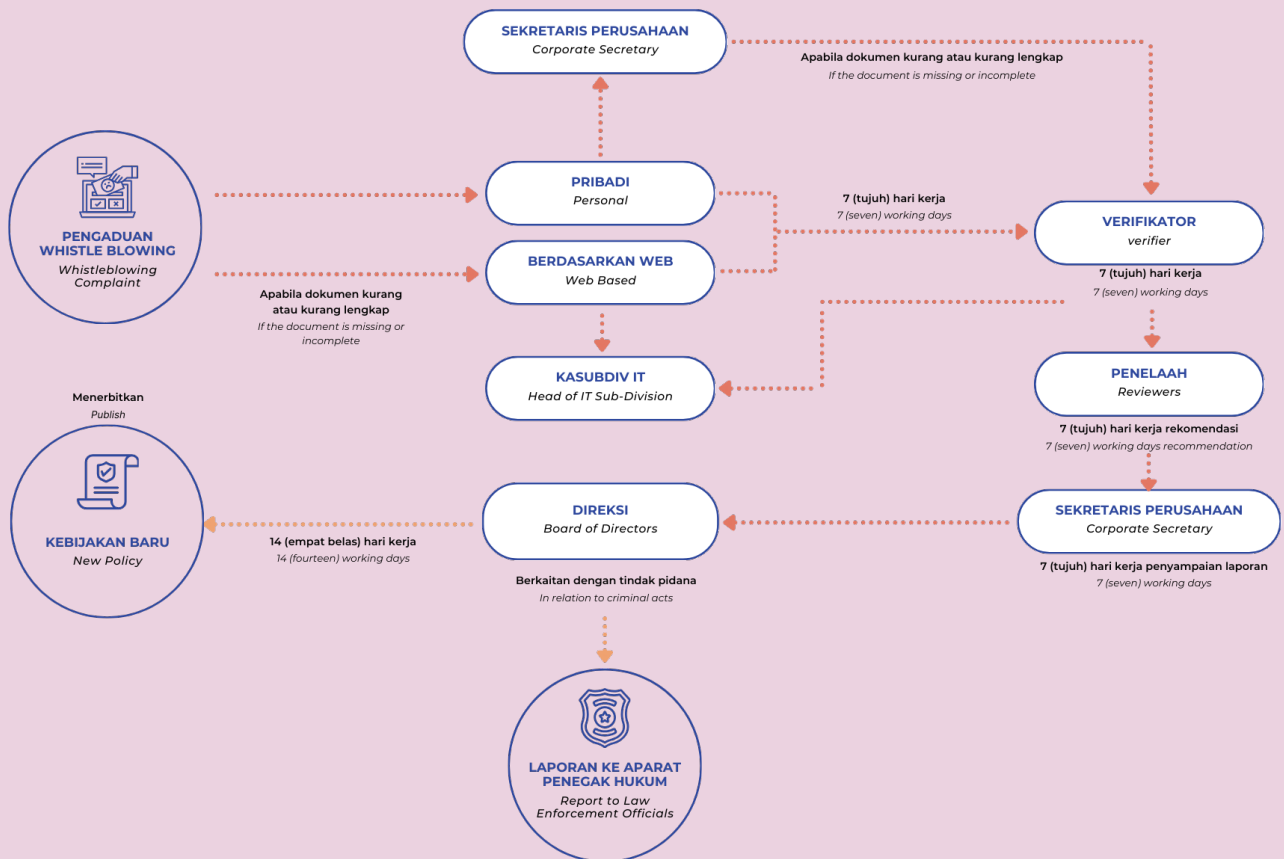 SEKRETARIS PERUSAHAAN
Corporate Secretary
Apabila dokumen kurang atau kurang lengkap
If the document is missing or incomplete
PENGADUAN
WHISTLE BLOWING
Whistleblowing
Complaint
PRIBADI
Personal
7 (tujuh) hari kerja
7 (seven) working days
VERIFIKATOR
verifier
7 (tujuh) hari kerja
7 (seven) working days
BERDASARKAN WEB
Web Based
Apabila dokumen kurang
atau kurang lengkap
If the document is missing or
incomplete
KASUBDIV IT
Head of IT Sub-Division
PENELAAH
Reviewers
7 (tujuh) hari kerja rekomendasi
7 (seven) working days recommendation
Menerbitkan
Publish
KEBIJAKAN BARU
New Policy
14 (empat belas) hari kerja
14 (fourteen) working days
DIREKSI
Board of Directors
Berkaitan dengan tindak pidana
In relation to criminal acts
SEKRETARIS PERUSAHAAN
Corporate Secretary
7 (tujuh) hari kerja penyampaian laporan
7 (seven) working days
LAPORAN KE APARAT
PENEGAK HUKUM
Report to Law
Enforcement Officials